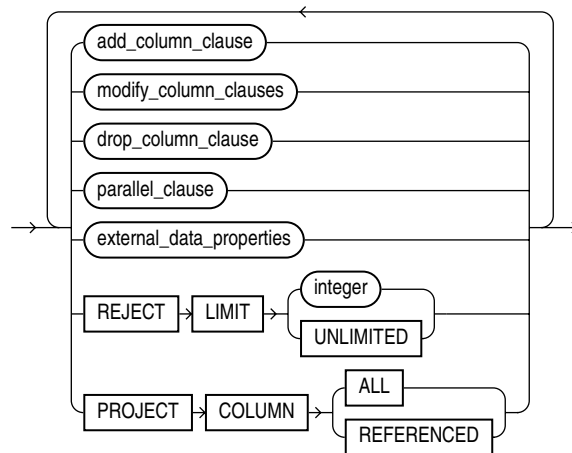 add_column_clause
modify_column_clauses
drop_column_clause
parallel_clause
external_data_properties
integer
REJECT LIMIT
UNLIMITED
ALL
PROJECT COLUMN
REFERENCED